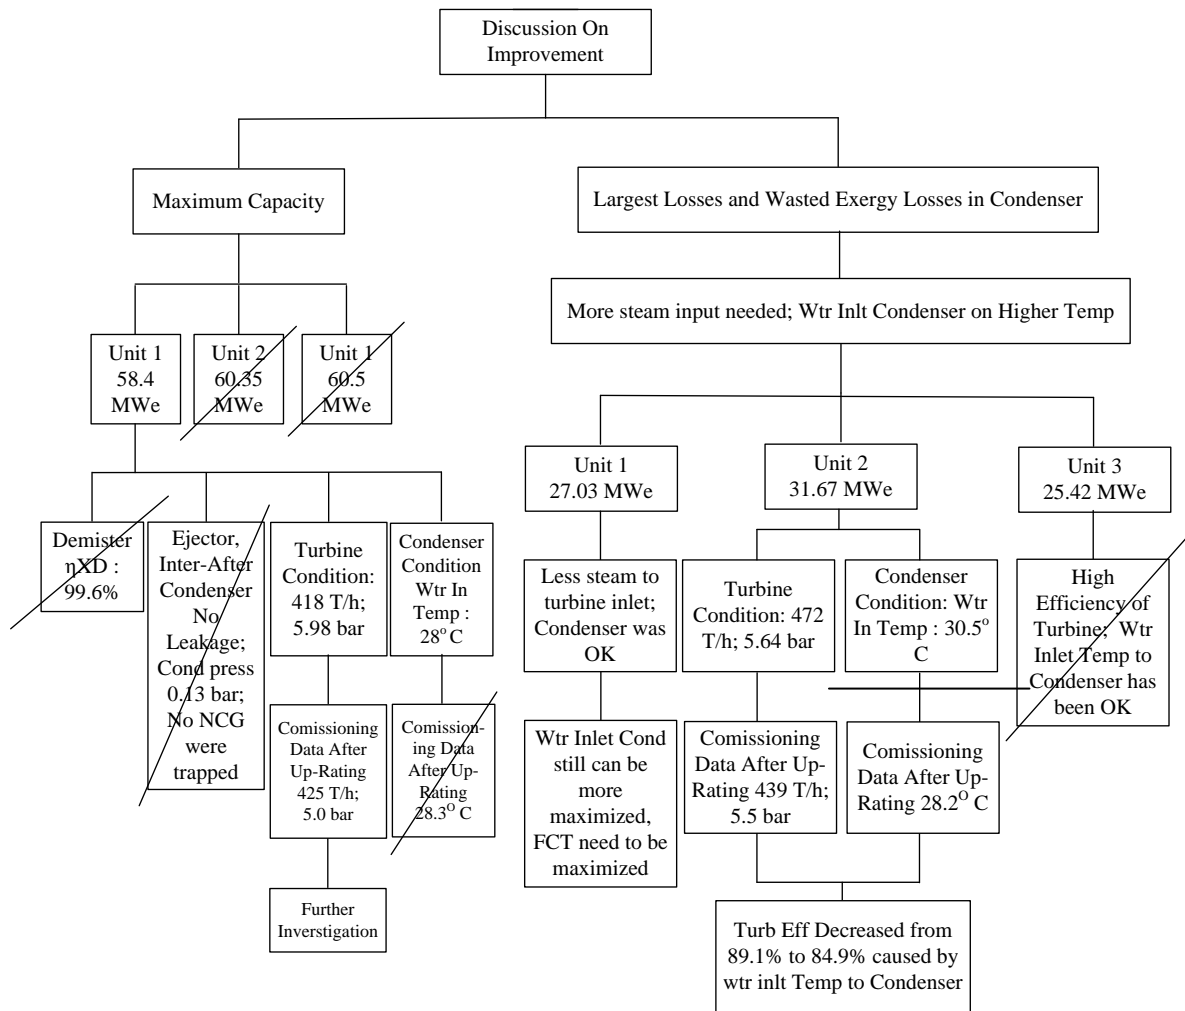 Discussion On
Improvement
Maximum Capacity
Largest Losses and Wasted Exergy Losses in Condenser
More steam input needed; Wtr Inlt Condenser on Higher Temp
Unit 1
58.4
MWe
Unit 2
60.35
MWe
Unit 1
60.5
MWe
Unit 1
27.03 MWe
Unit 2
31.67 MWe
Unit 3
25.42 MWe
Demister
ηXD :
99.6%
Ejector,
Inter-After
Condenser
No
Leakage;
Cond press
0.13 bar;
No NCG
were
trapped
Turbine
Condition:
418 T/h;
5.98 bar
Condenser
Condition
Wtr In
Temp :
28° C
Less steam to
turbine inlet;
Condenser was
OK
Turbine
Condition: 472
T/h; 5.64 bar
Condenser
Condition: Wtr
In Temp : 30.5°
C
High
Efficiency of
Turbine; Wtr
Inlet Temp to
Condenser has
been OK
Comissioning
Data After
Up-Rating
425 T/h;
5.0 bar
Comission-
ing Data
After Up-
Rating
28.3° C
Wtr Inlet Cond
still can be
more
maximized,
FCT need to be
maximized
Comissioning
Data After Up-
Rating 439 T/h;
5.5 bar
Comissioning
Data After Up-
Rating 28.2° C
Further
Inverstigation
Turb Eff Decreased from
89.1% to 84.9% caused by
wtr inlt Temp to Condenser